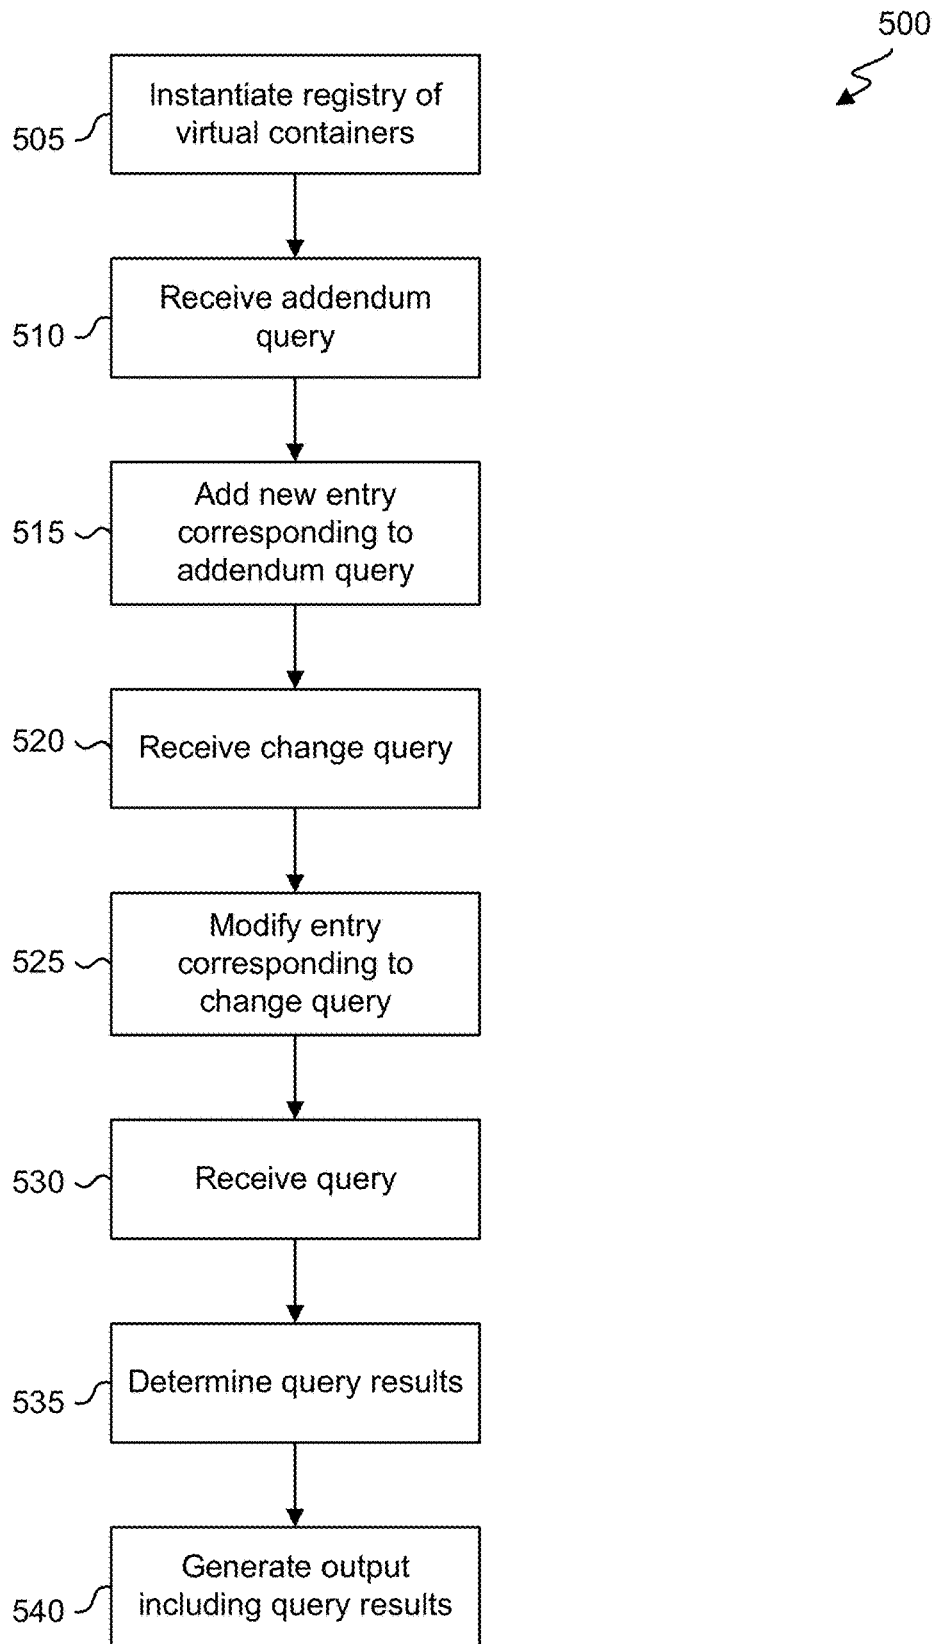 500
Instantiate registry of
virtual containers
505
Receive addendum
query
510
Add new entry
corresponding to
addendum query
515
Receive change query
520
Modify entry
corresponding to
change query
525
Receive query
530
Determine query results
535
Generate output
including query results
540